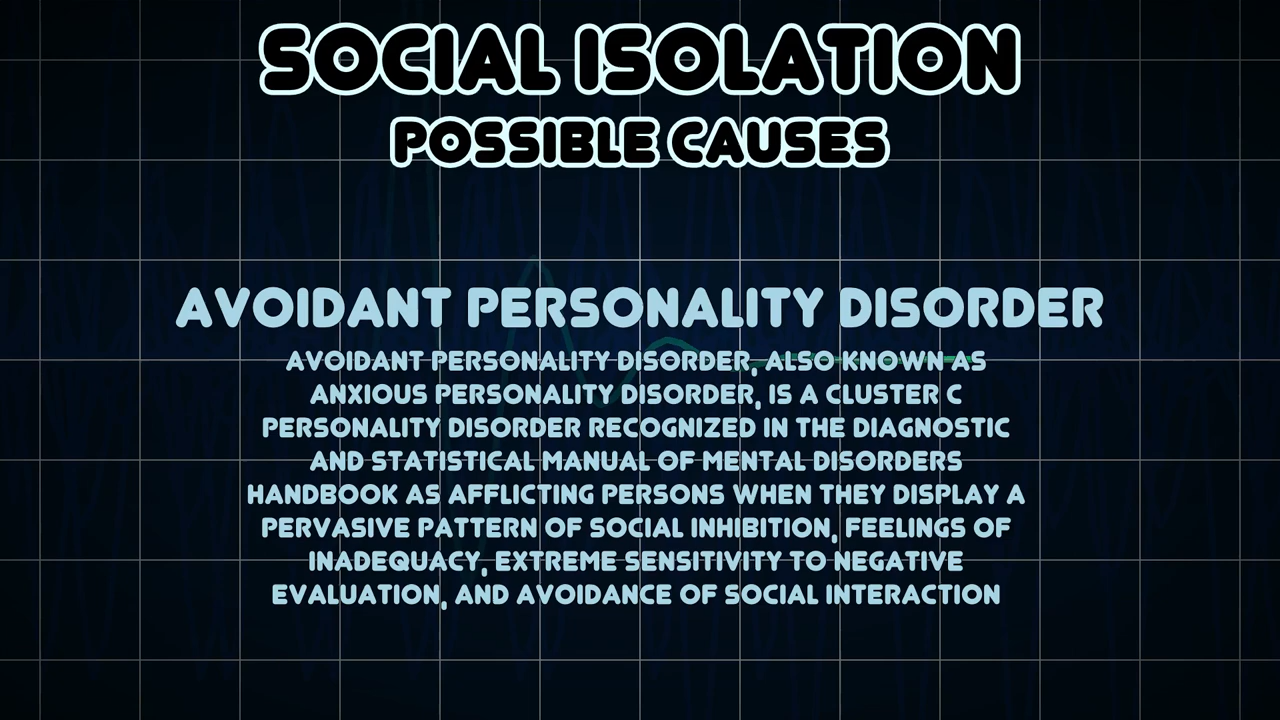 SOCIAL ISOLATION
POSSIBLE CAUSES
AVOIDANT PERSONALITY DISORDER
AVOIDANT PERSONALITY DISORDER, ALSO KNOWN AS
ANXIOUS PERSONALITY DISORDER, IS A CLUSTER C
PERSONALITY DISORDER RECOGNIZED IN THE DIAGNOSTIC
AND STATISTICAL MANUAL OF MENTAL DISORDERS
HANDBOOK AS AFFLICTING PERSONS WHEN THEY DISPLAY A
PERVASIVE PATTERN OF SOCIAL INHIBITION, FEELINGS OF
INADEQUACY, EXTREME SENSITIVITY TO NEGATIVE
EVALUATION, AND AVOIDANCE OF SOCIAL INTERACTION